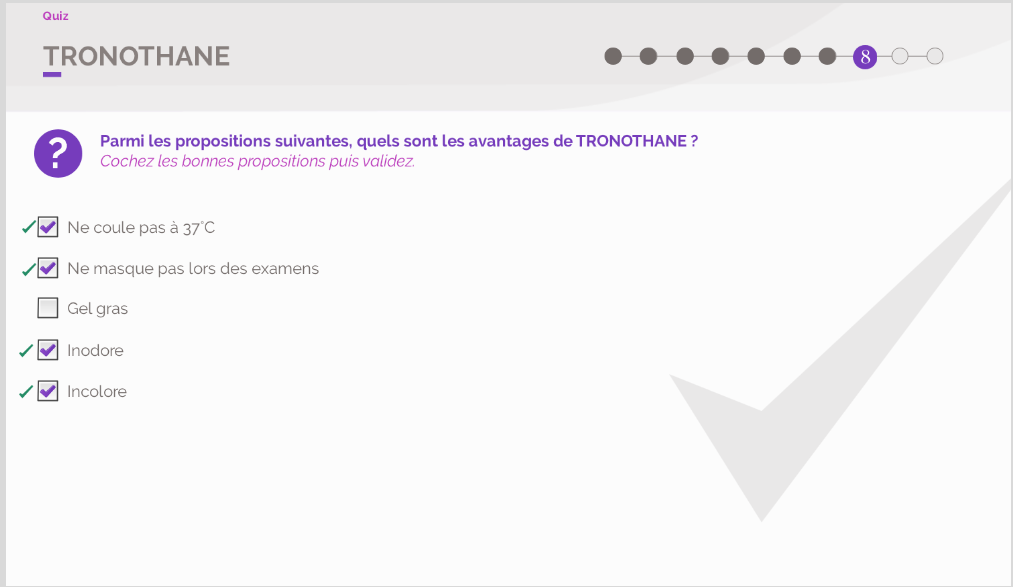 Quiz
TRONOTHANE
8
?
Parmi les propositions suivantes, quels sont les avantages de TRONOTHANE ?
Cochez les bonnes propositions puis validez.
Ne coule pas à 37°C
Ne masque pas lors des examens
Gel gras
Inodore
Incolore